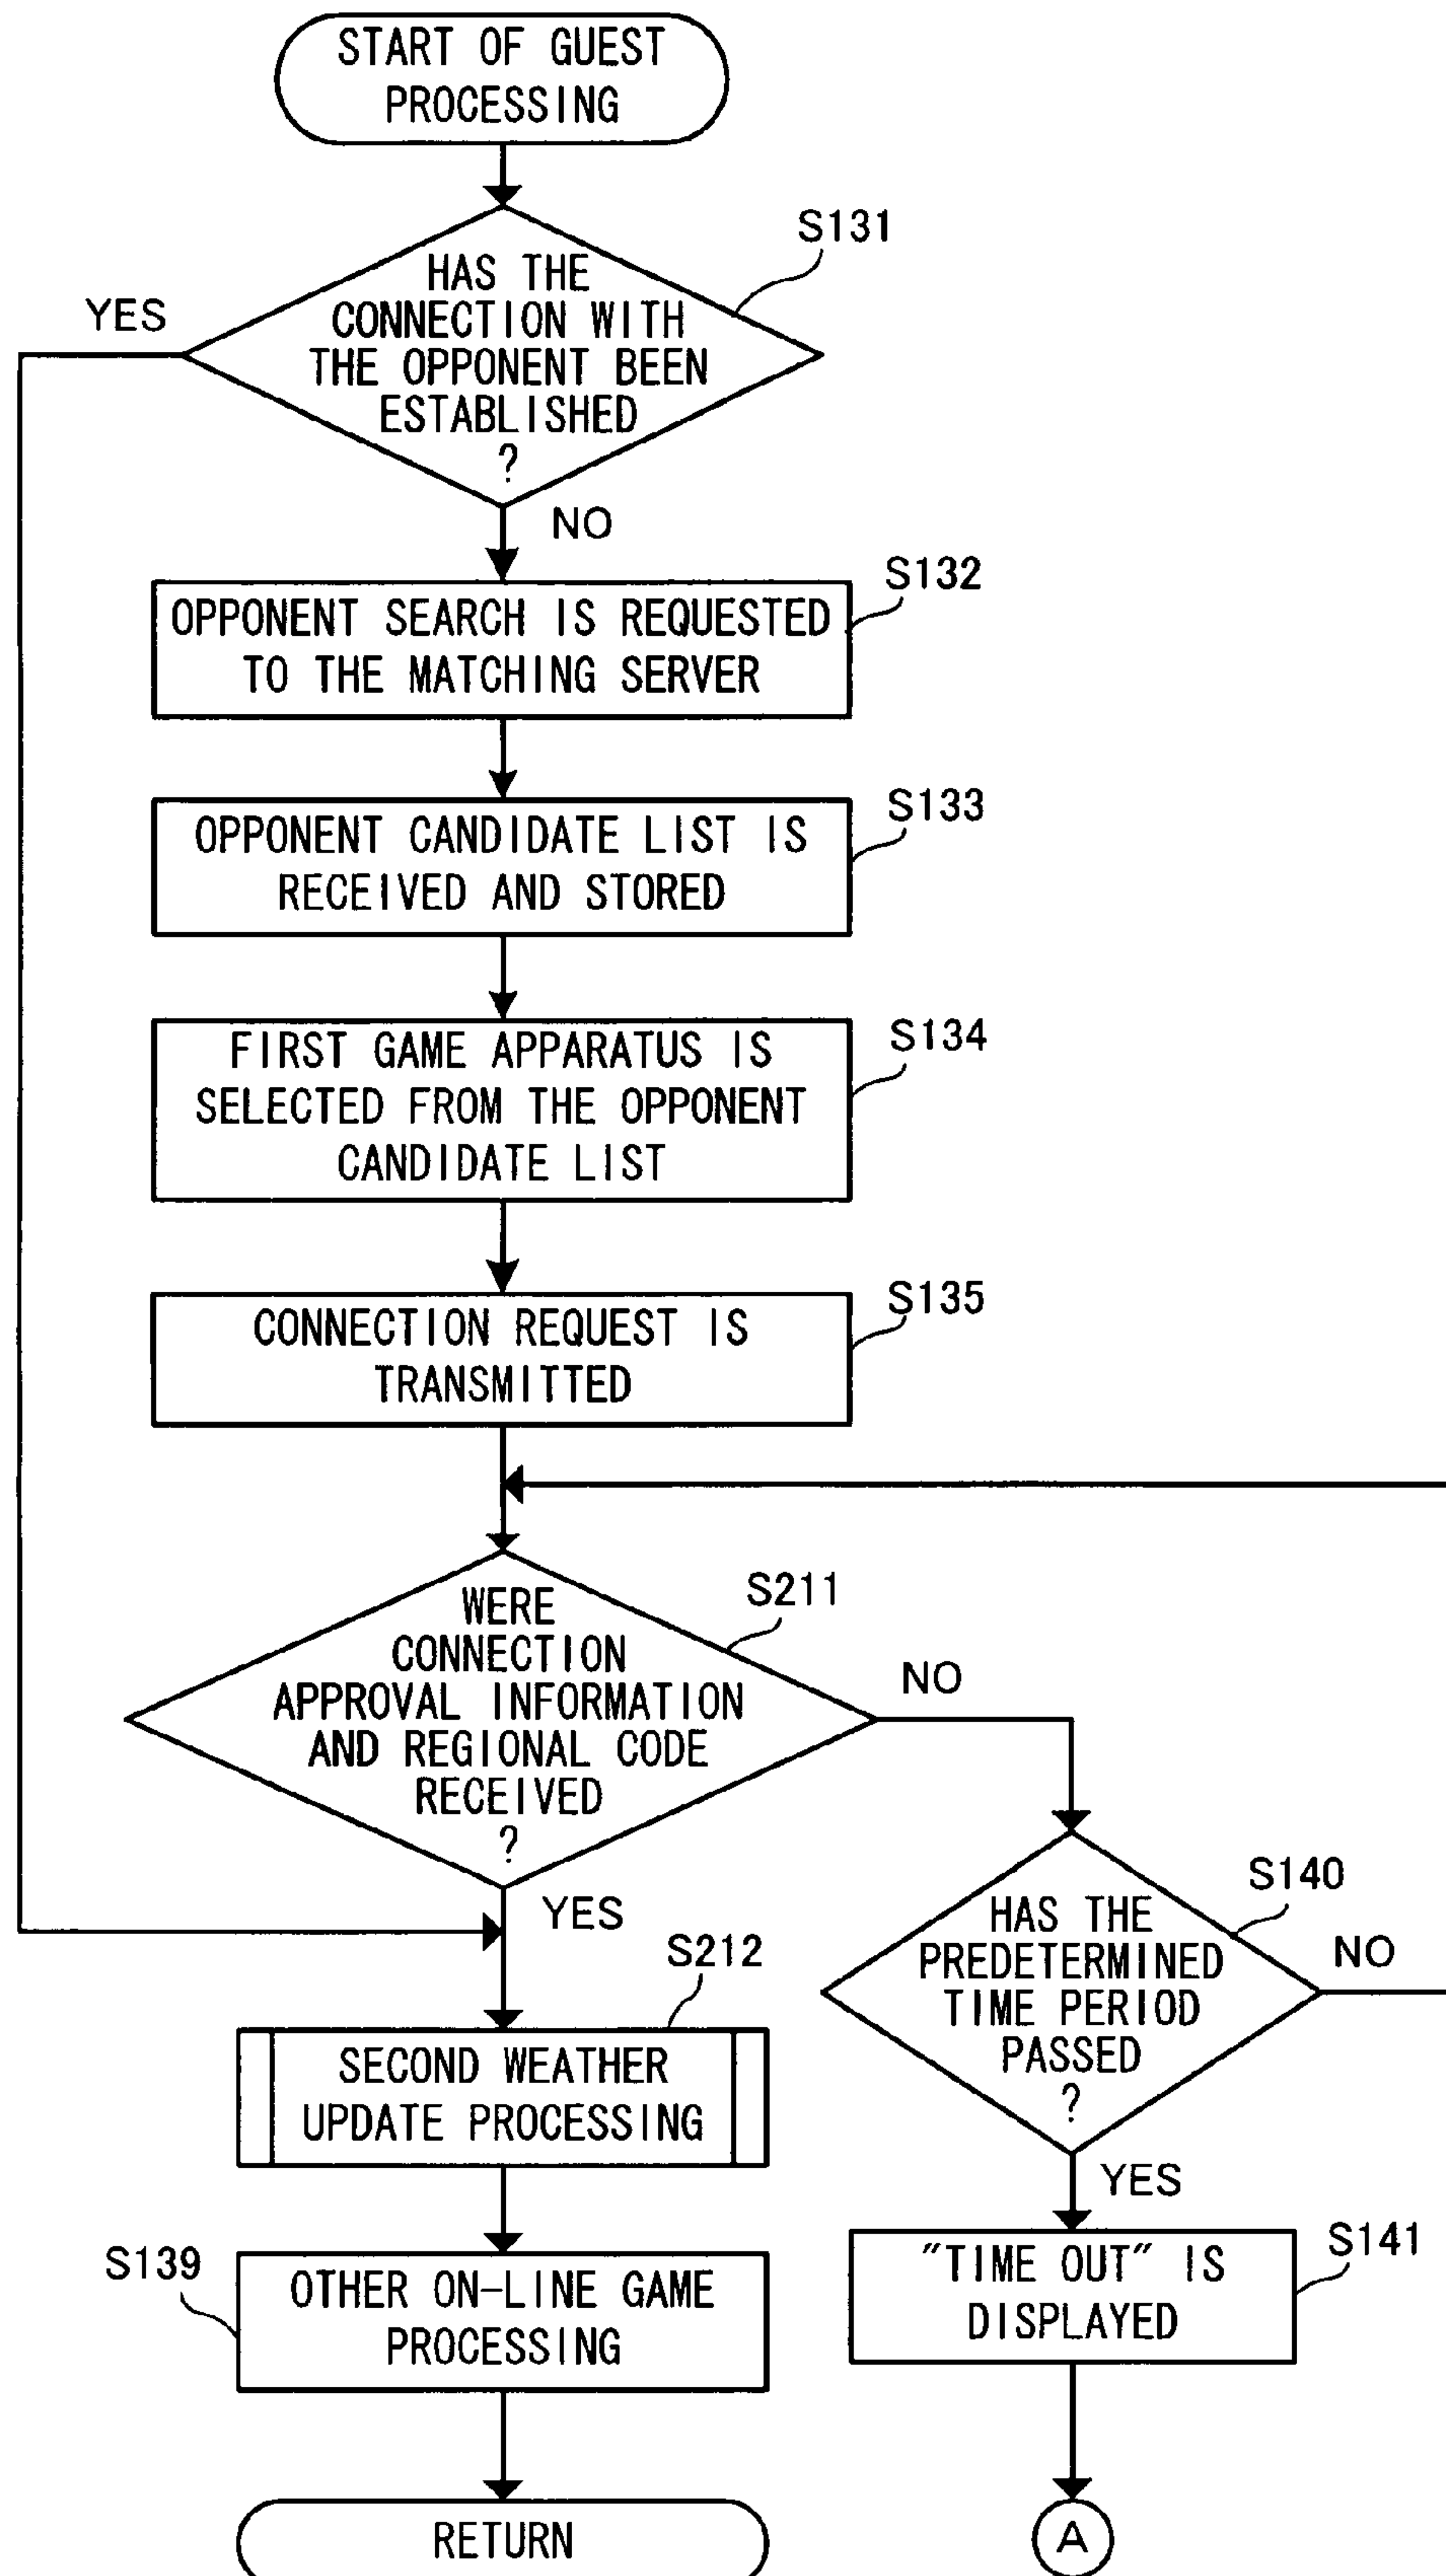 START OF GUEST
PROCESSING
S131
HAS THE
CONNECTION WITH
THE OPPONENT BEEN
ESTABLISHED
?
YES
NO
S132
OPPONENT SEARCH IS REQUESTED
TO THE MATCHING SERVER
S133
OPPONENT CANDIDATE LIST IS
RECEIVED AND STORED
S134
FIRST GAME APPARATUS IS
SELECTED FROM THE OPPONENT
CANDIDATE LIST
S135
CONNECTION REQUEST IS
TRANSMITTED
S211
WERE
CONNECTION
APPROVAL INFORMATION
AND REGIONAL CODE
RECEIVED
?
NO
YES
S140
HAS THE
PREDETERMINED
TIME PERIOD
PASSED
?
NO
YES
S212
SECOND WEATHER
UPDATE PROCESSING
S141
"TIME OUT" IS
DISPLAYED
S139
OTHER ON-LINE GAME
PROCESSING
RETURN
A